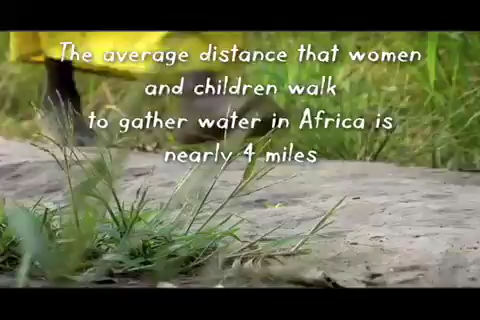 The average distance that women
and children walk
to gather water in Africa is
nearly 4 miles